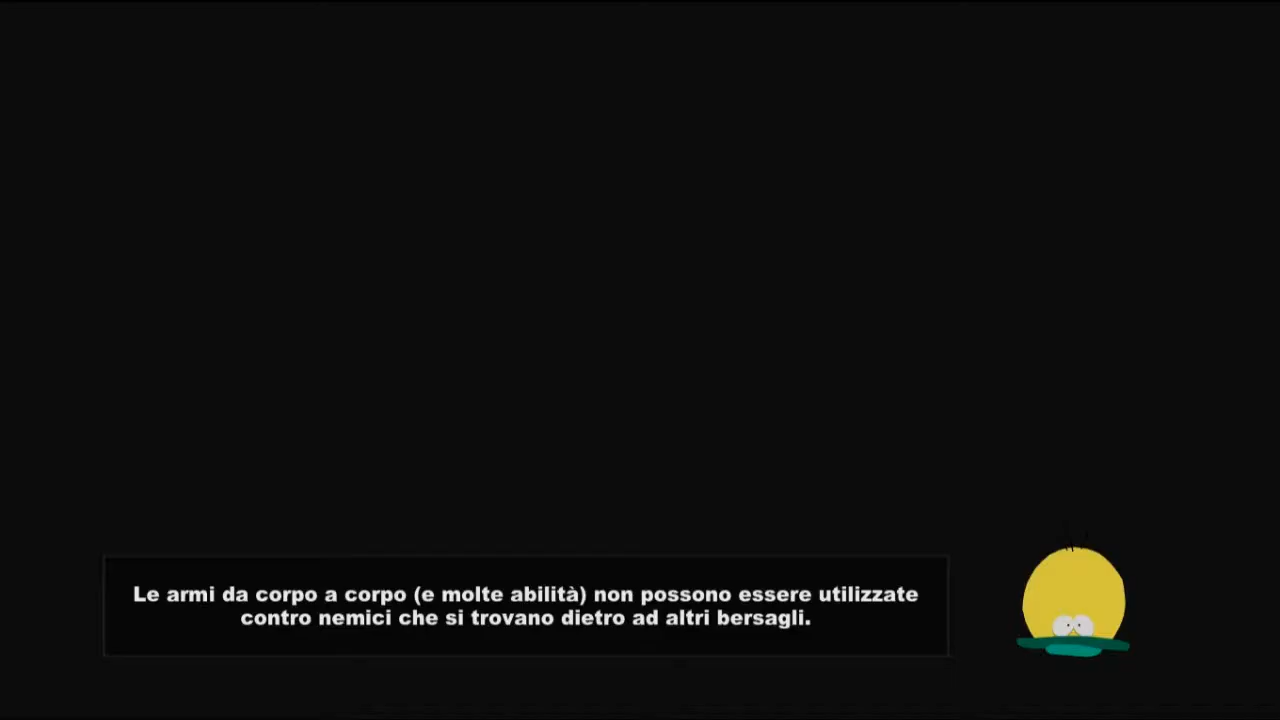 Le armi da corpo a corpo (e molte abilità) non possono essere utilizzate
contro nemici che si trovano dietro ad altri bersagli.